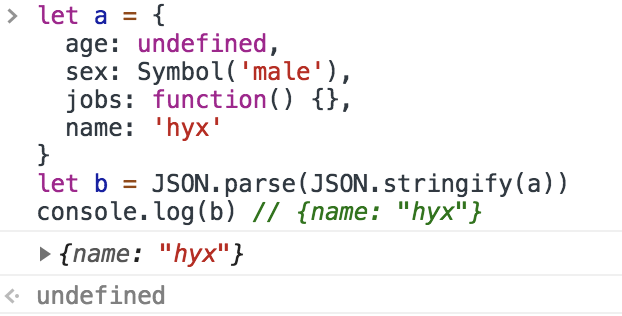 let a = {
age: undefined,
sex: Symbol('male'),
jobs: function() {},
name: 'hyx'
}
let b = JSON.parse(JSON.stringify(a))
console.log(b) // {name: "hyx"}
{name: "hyx"}
undefined